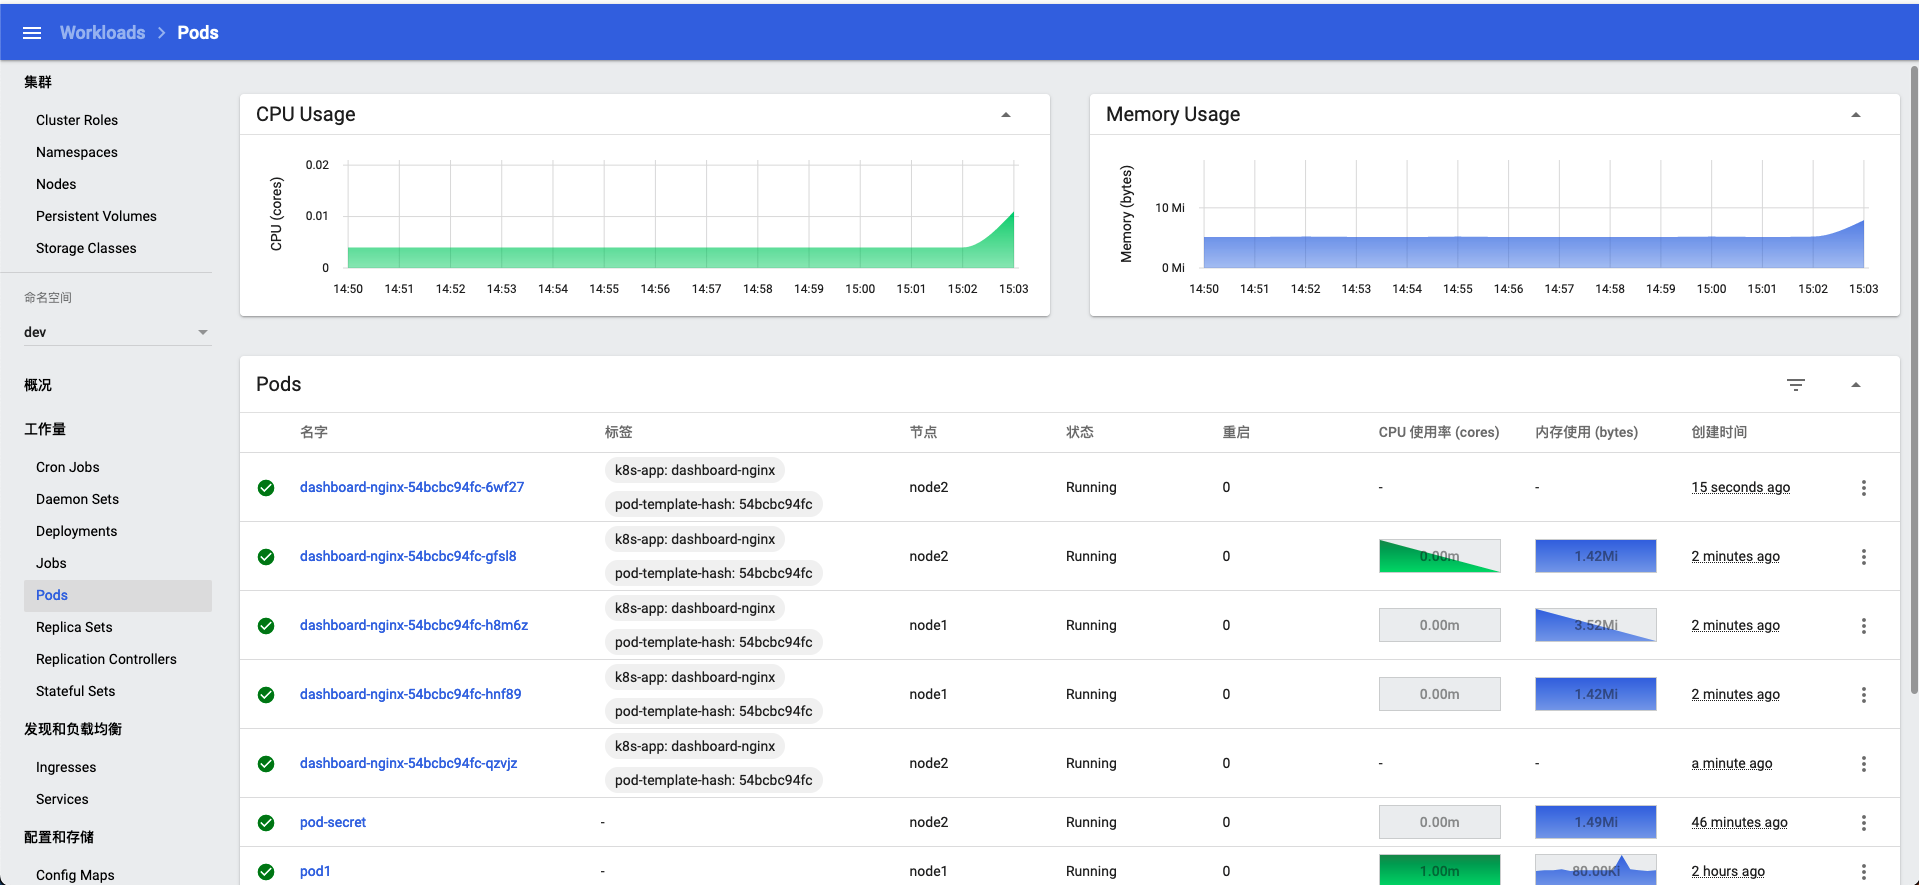 Workloads > Pods
集群
Cluster Roles
Namespaces
Nodes
Persistent Volumes
Storage Classes
命名空间
dev
概况
工作量
Cron Jobs
Daemon Sets
Deployments
Jobs
Pods
Replica Sets
Replication Controllers
Stateful Sets
发现和负载均衡
Ingresses
Services
配置和存储
Config Maps
CPU Usage
CPU (cores)
0.02
0.01
0
14:50 14:51 14:52 14:53 14:54 14:55 14:56 14:57 14:58 14:59 15:00 15:01 15:02 15:03
Memory Usage
Memory (bytes)
10 Mi
0 Mi
14:50 14:51 14:52 14:53 14:54 14:55 14:56 14:57 14:58 14:59 15:00 15:01 15:02 15:03
Pods
名字 标签 节点 状态 重启 CPU 使用率 (cores) 内存使用 (bytes) 创建时间
k8s-app: dashboard-nginx
dashboard-nginx-54bcbc94fc-6wf27 node2 Running 0 - - 15 seconds ago
pod-template-hash: 54bcbc94fc
k8s-app: dashboard-nginx
dashboard-nginx-54bcbc94fc-gfsl8 node2 Running 0 0.00m 1.42Mi 2 minutes ago
pod-template-hash: 54bcbc94fc
k8s-app: dashboard-nginx
dashboard-nginx-54bcbc94fc-h8m6z node1 Running 0 0.00m 3.52Mi 2 minutes ago
pod-template-hash: 54bcbc94fc
k8s-app: dashboard-nginx
dashboard-nginx-54bcbc94fc-hnf89 node1 Running 0 0.00m 1.42Mi 2 minutes ago
pod-template-hash: 54bcbc94fc
k8s-app: dashboard-nginx
dashboard-nginx-54bcbc94fc-qzvjz node2 Running 0 - - a minute ago
pod-template-hash: 54bcbc94fc
pod-secret - node2 Running 0 0.00m 1.49Mi 46 minutes ago
pod1 - node1 Running 0 1.00m 80.00Ki 2 hours ago